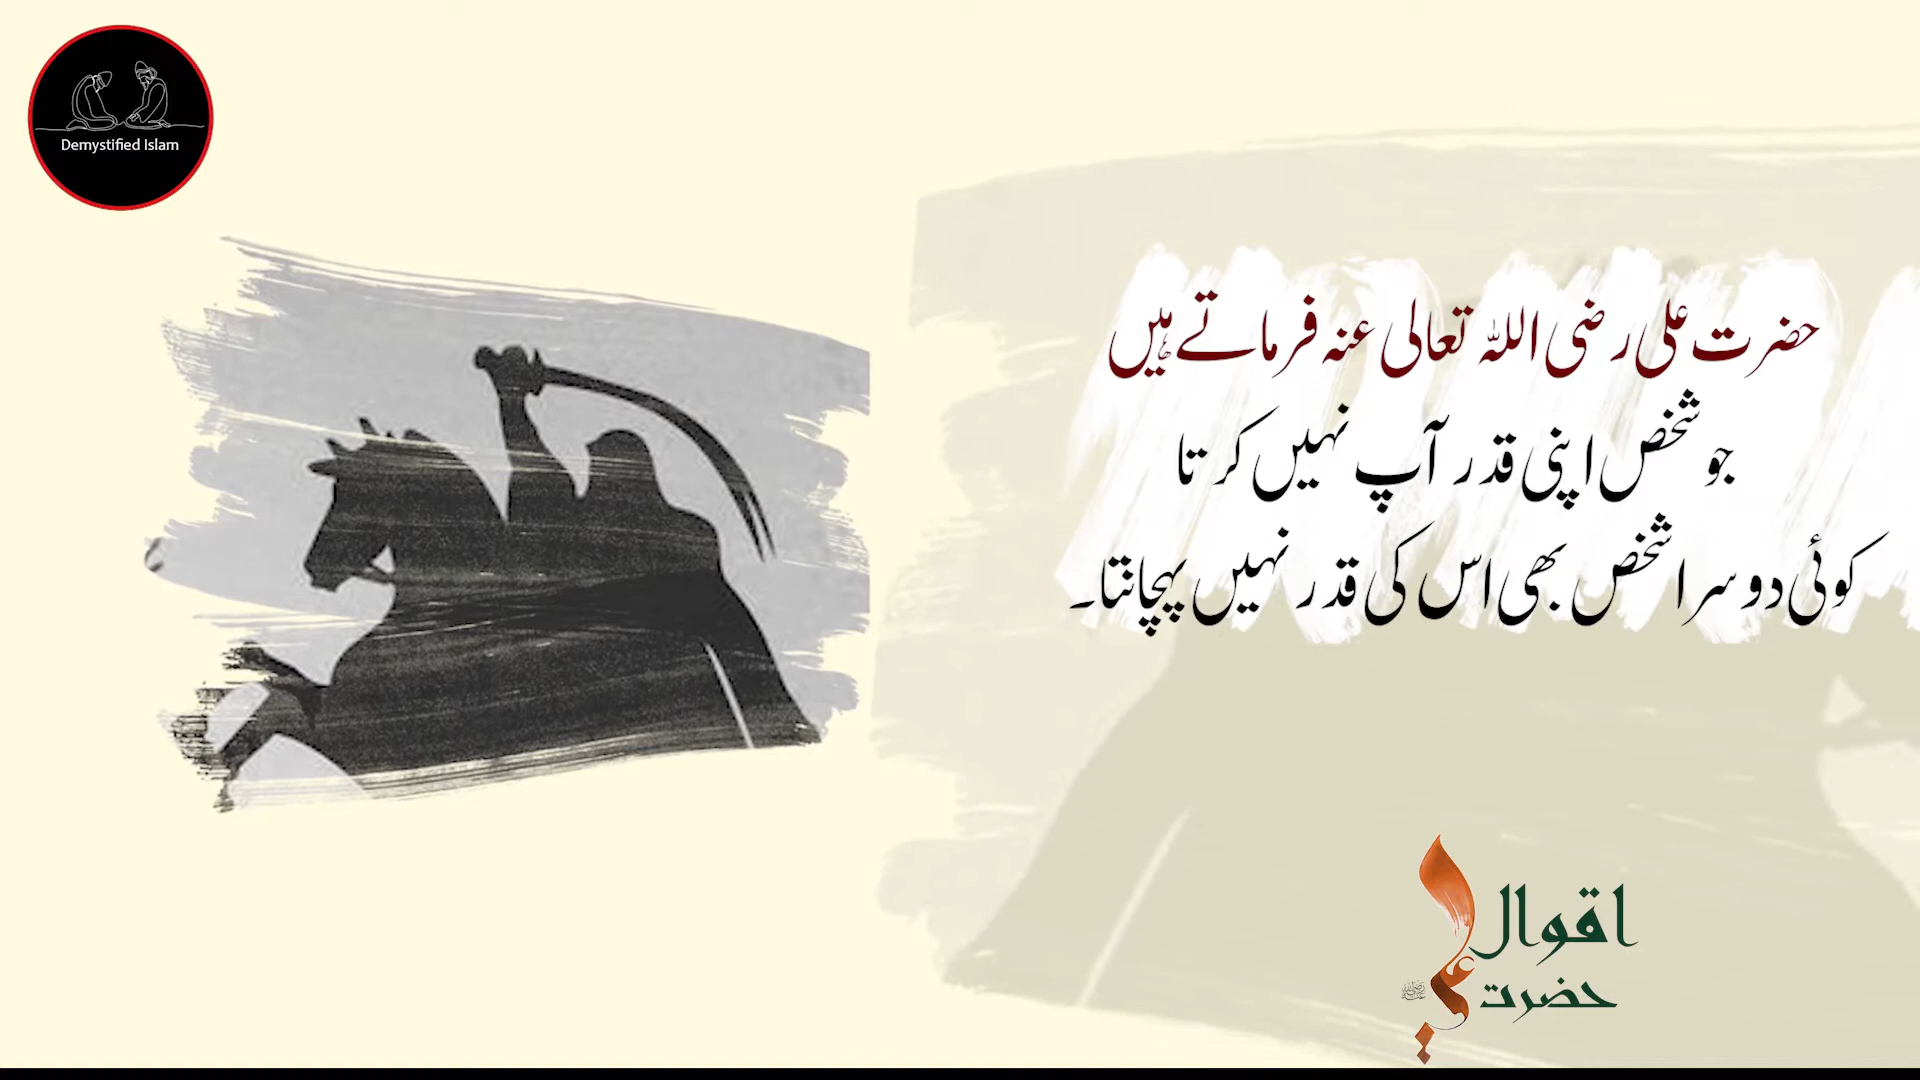 Demystified Islam
حضرت علی رضی اللہ تعالی عنہ فرماتے ہیں
جو شخص اپنی قدر آپ نہیں کرتا
کوئی دوسرا شخص بھی اس کی قدر نہیں پہچانتا۔
اقوال
حضرت علی